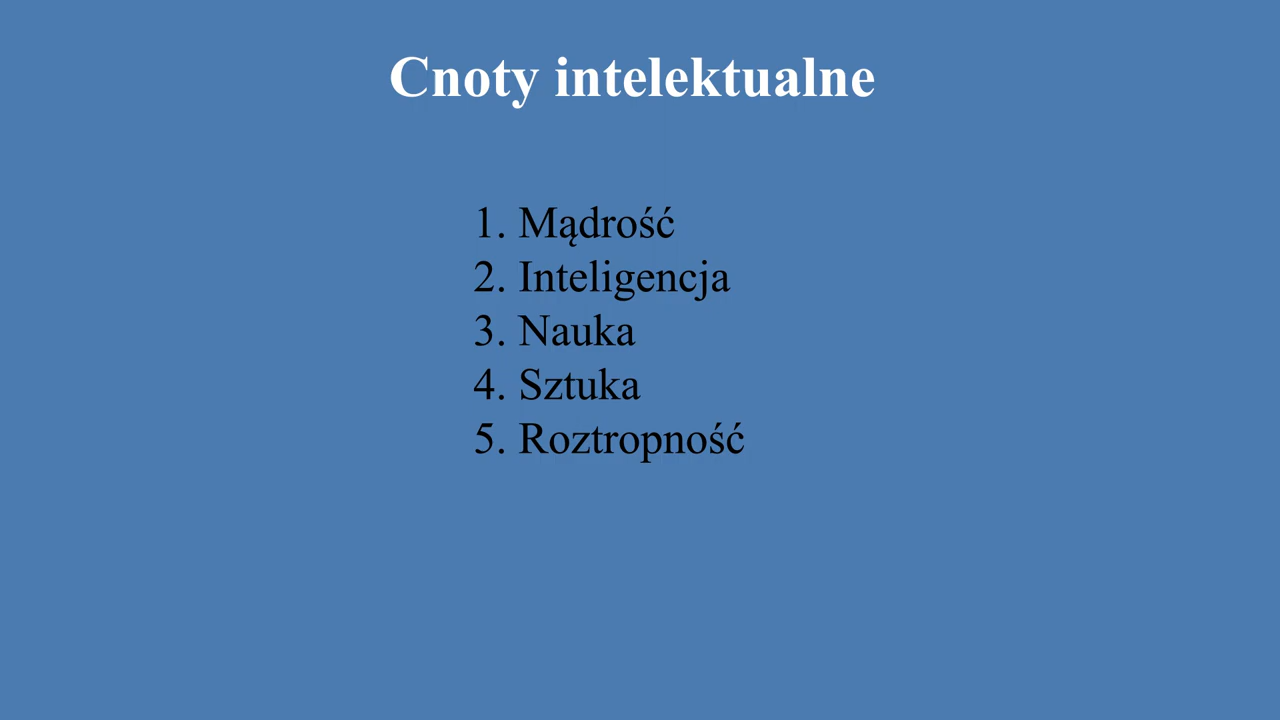 Cnoty intelektualne
1. Mądrość
2. Inteligencja
3. Nauka
4. Sztuka
5. Roztropność